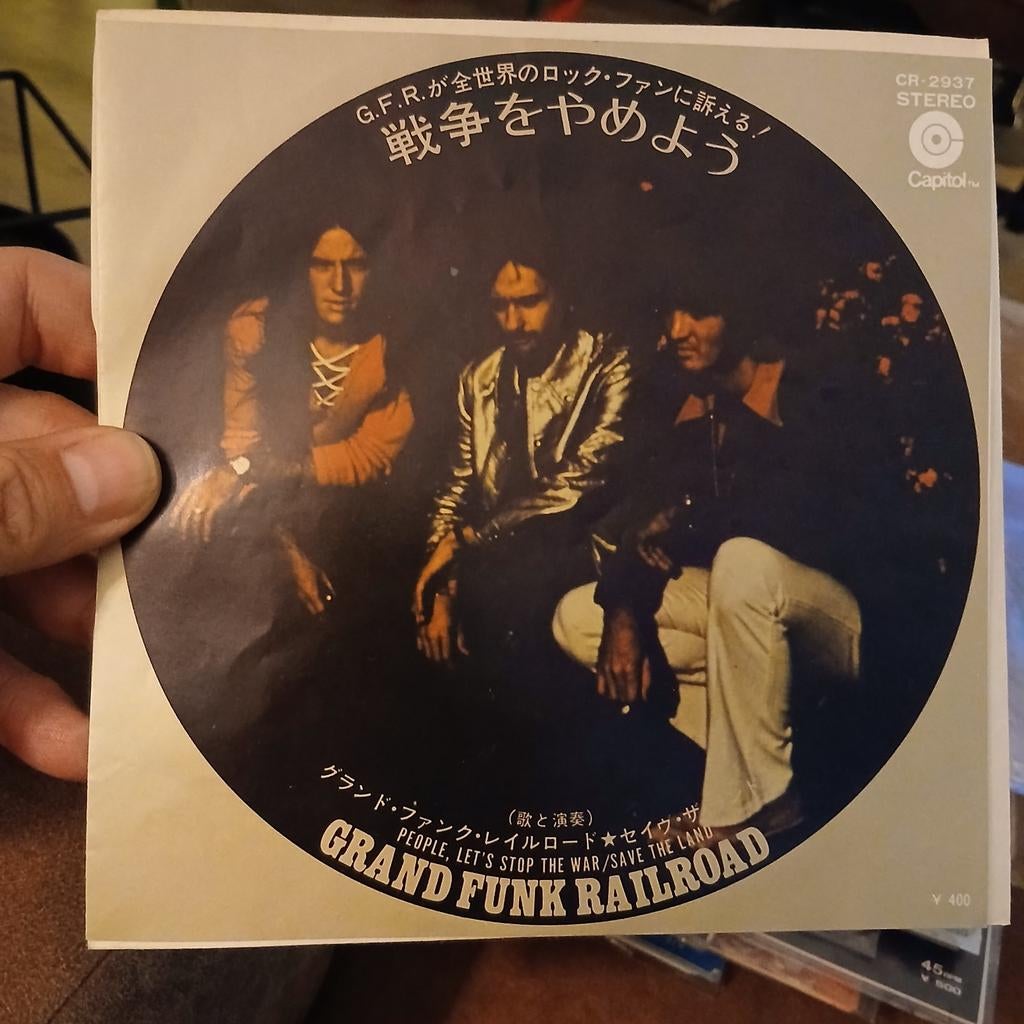 G.F.R.が全世界のロック・ファンに訴える!
戦争をやめよう
CR-2937
STEREO
Capitol™
グランド・ファンク・レイルロード★セイヴ・ザ
(歌と演奏)
PEOPLE, LET'S STOP THE WAR/SAVE THE LAND
GRAND FUNK RAILROAD
¥ 400
45RPM
¥ 500